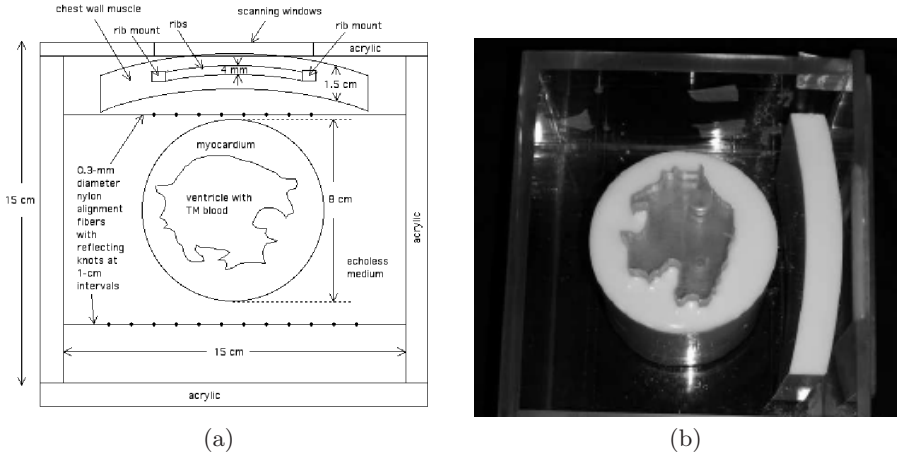 chest wall muscle
scanning windows
rib mount
ribs
rib mount
acrylic
4 mm
1.5 cm
myocardium
0.3-mm
diameter
nylon
alignment
fibers
with
reflecting
knots at
1-cm
intervals
ventricle with
TM blood
8 cm
15 cm
acrylic
echoless
medium
15 cm
acrylic
(a)
(b)